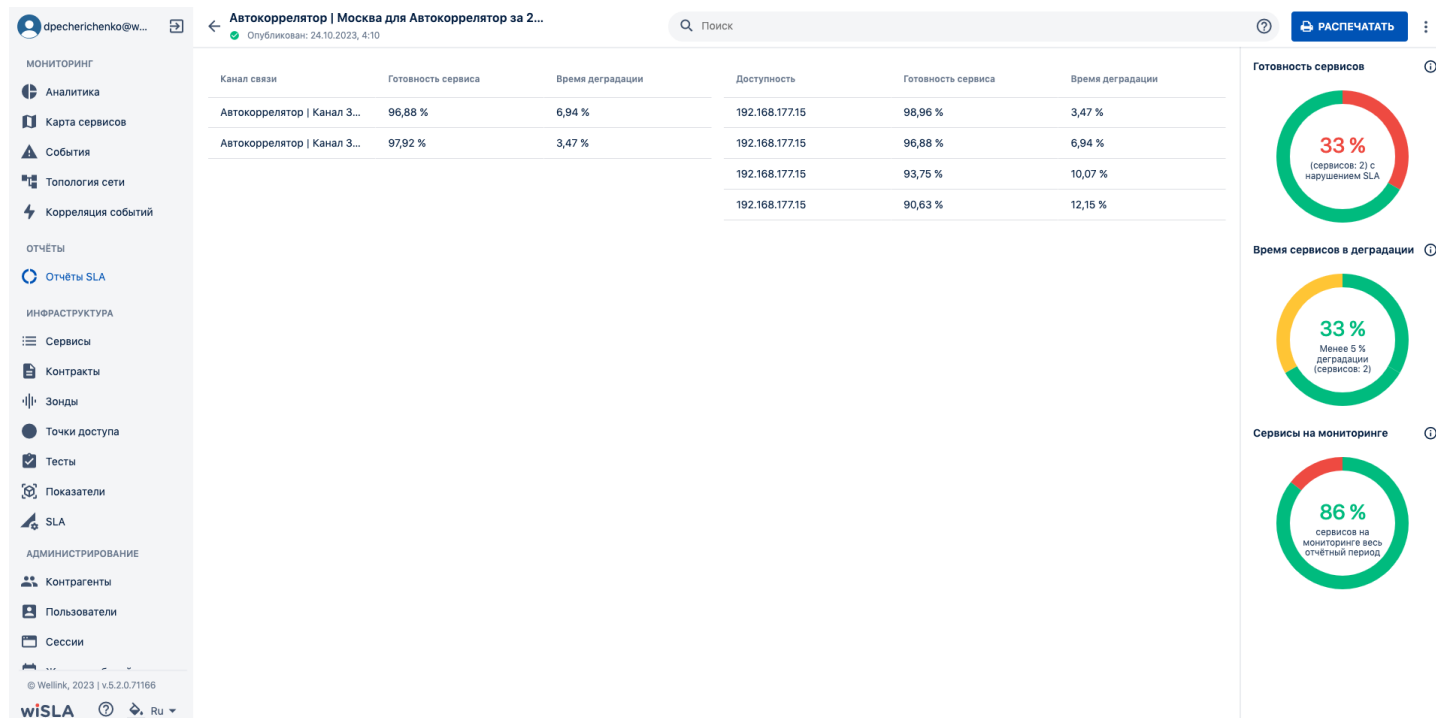 dpecherichenko@w...
МОНИТОРИНГ
Аналитика
Карта сервисов
События
Топология сети
Корреляция событий
ОТЧЁТЫ
Отчёты SLA
ИНФРАСТРУКТУРА
Сервисы
Контракты
Зонды
Точки доступа
Тесты
Показатели
SLA
АДМИНИСТРИРОВАНИЕ
Контрагенты
Пользователи
Сессии
© Wellink, 2023 | v.5.2.0.71166
wiSLA
Ru
Автокоррелятор | Москва для Автокоррелятор за 2...
Опубликован: 24.10.2023, 4:10
Поиск
РАСПЕЧАТАТЬ
Канал связи Готовность сервиса Время деградации
Автокоррелятор | Канал З... 96,88 % 6,94 %
Автокоррелятор | Канал З... 97,92 % 3,47 %
Доступность Готовность сервиса Время деградации
192.168.177.15 98,96 % 3,47 %
192.168.177.15 96,88 % 6,94 %
192.168.177.15 93,75 % 10,07 %
192.168.177.15 90,63 % 12,15 %
Готовность сервисов
33 %
(сервисов: 2) с
нарушением SLA
Время сервисов в деградации
33 %
Менее 5 %
деградации
(сервисов: 2)
Сервисы на мониторинге
86 %
сервисов на
мониторинге весь
отчётный период